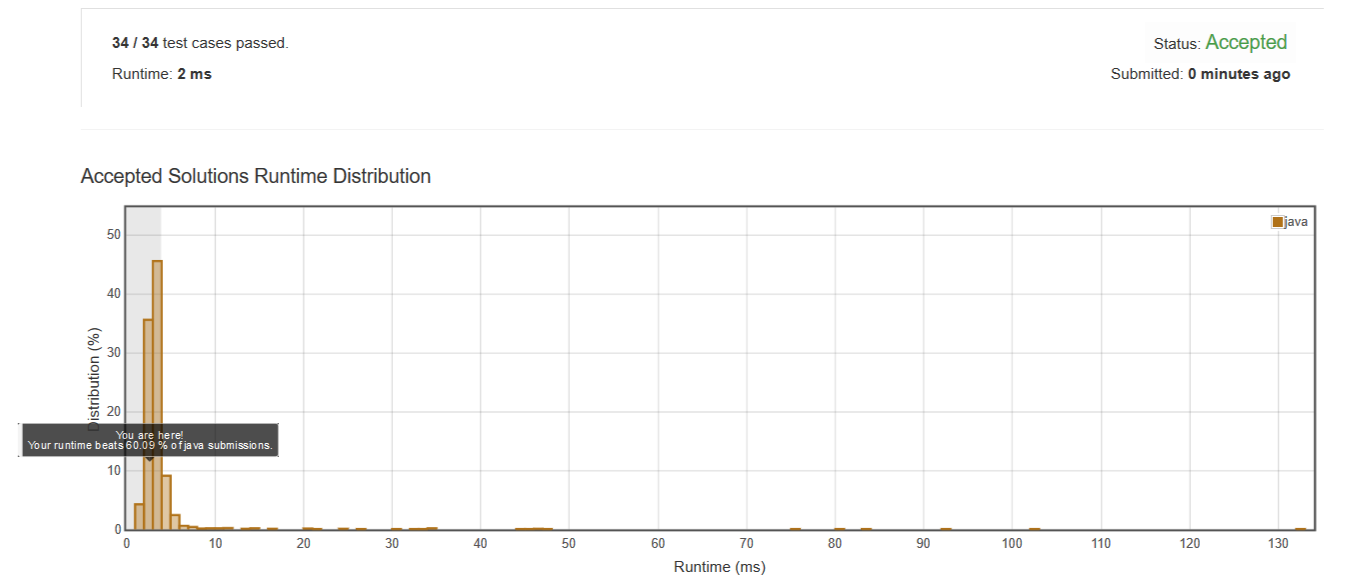 34 / 34 test cases passed.
Status: Accepted
Runtime: 2 ms
Submitted: 0 minutes ago
Accepted Solutions Runtime Distribution
java
50
40
30
20
10
0
Distribution (%)
You are here!
Your runtime beats 60.09 % of java submissions.
0 10 20 30 40 50 60 70 80 90 100 110 120 130
Runtime (ms)